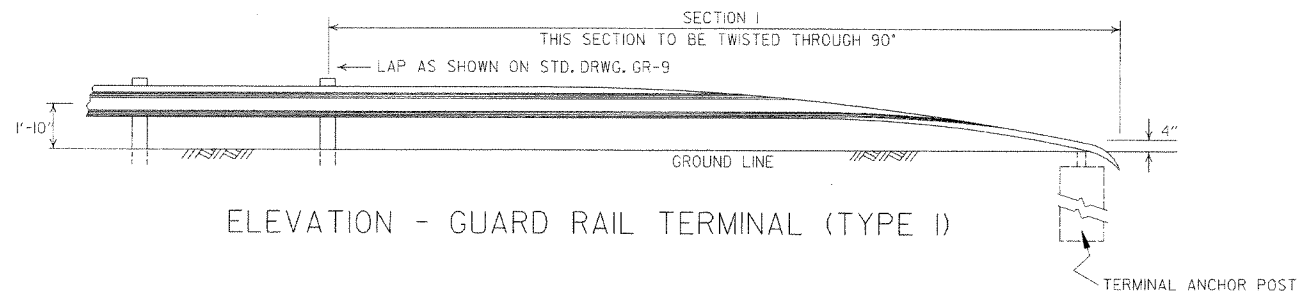 SECTION I
THIS SECTION TO BE TWISTED THROUGH 90°
LAP AS SHOWN ON STD. DRWG. GR-9
1'-10"
4"
GROUND LINE
ELEVATION - GUARD RAIL TERMINAL (TYPE I)
TERMINAL ANCHOR POST